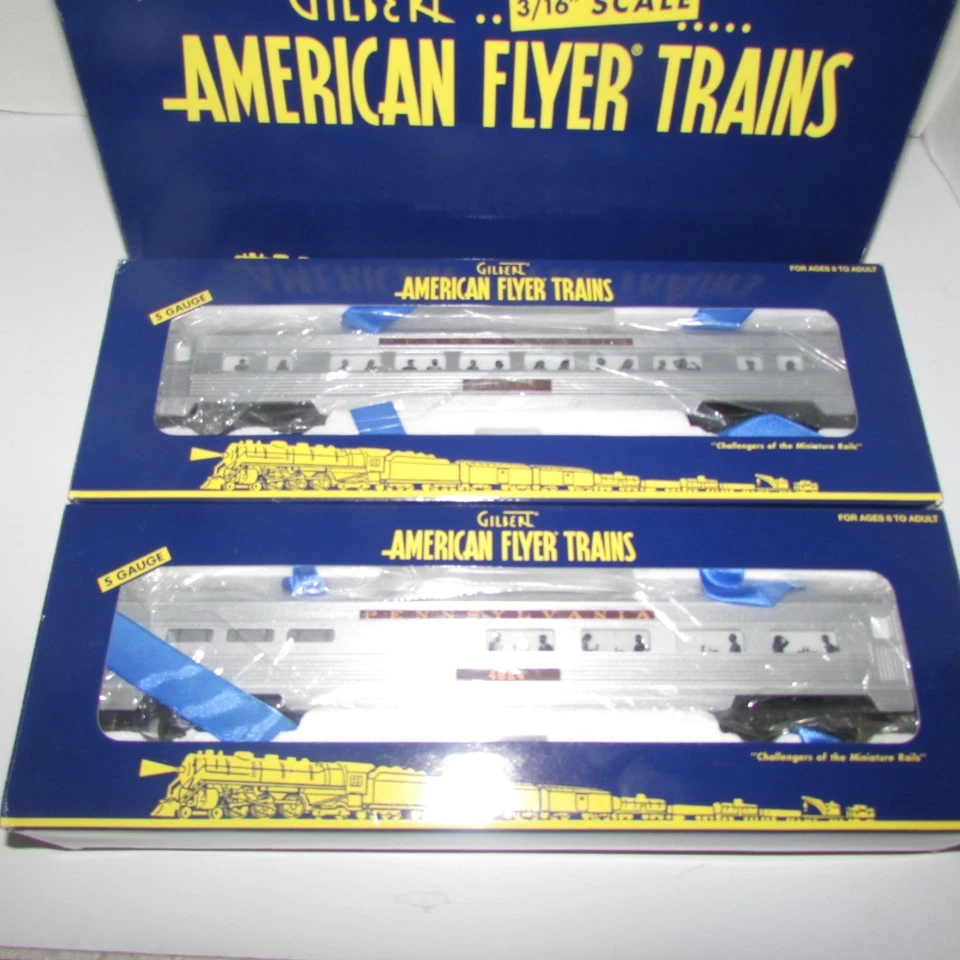 GILBERT .. 3/16" SCALE .....
AMERICAN FLYER® TRAINS
GILBERT
AMERICAN FLYER TRAINS
FOR AGES 8 TO ADULT
S GAUGE
"Challengers of the Miniature Rails"
GILBERT®
AMERICAN FLYER® TRAINS
FOR AGES 8 TO ADULT
S GAUGE
PENNSYLVANIA
"Challengers of the Miniature Rails"